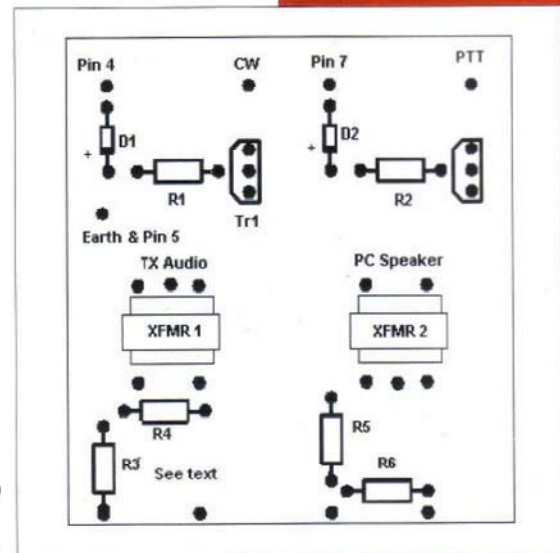 Pin 4 CW Pin 7 PTT
D1 D2
+ +
R1 R2
Tr1
Earth & Pin 5
TX Audio PC Speaker
XFMR 1 XFMR 2
R4 R5
R3 See text R6